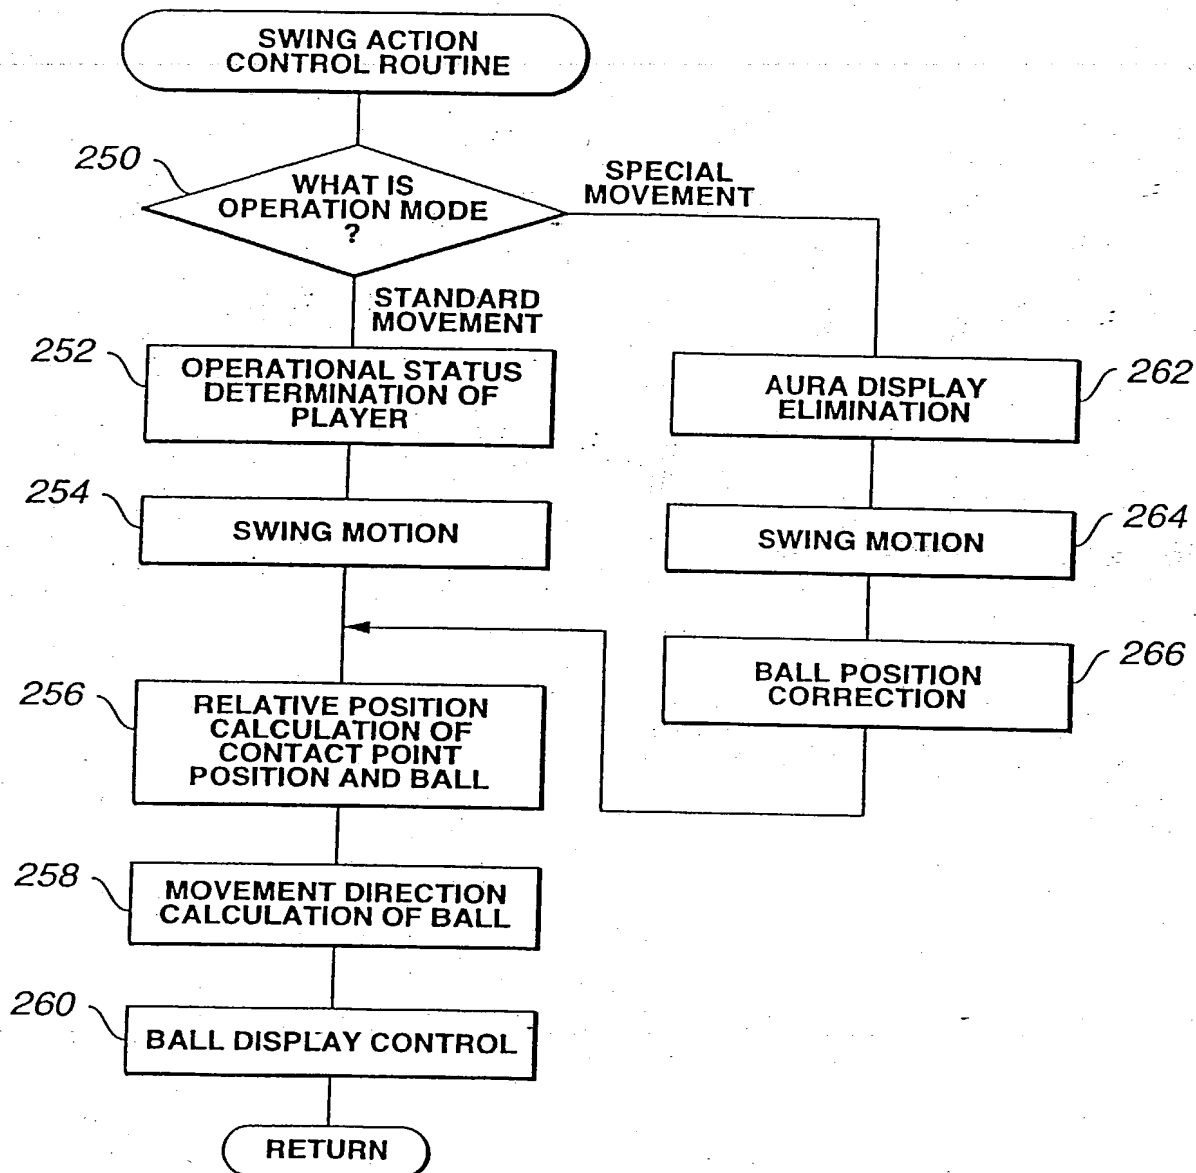 SWING ACTION
CONTROL ROUTINE
250
WHAT IS
OPERATION MODE
?
SPECIAL
MOVEMENT
STANDARD
MOVEMENT
252
OPERATIONAL STATUS
DETERMINATION OF
PLAYER
262
AURA DISPLAY
ELIMINATION
254
SWING MOTION
264
SWING MOTION
266
BALL POSITION
CORRECTION
256
RELATIVE POSITION
CALCULATION OF
CONTACT POINT
POSITION AND BALL
258
MOVEMENT DIRECTION
CALCULATION OF BALL
260
BALL DISPLAY CONTROL
RETURN